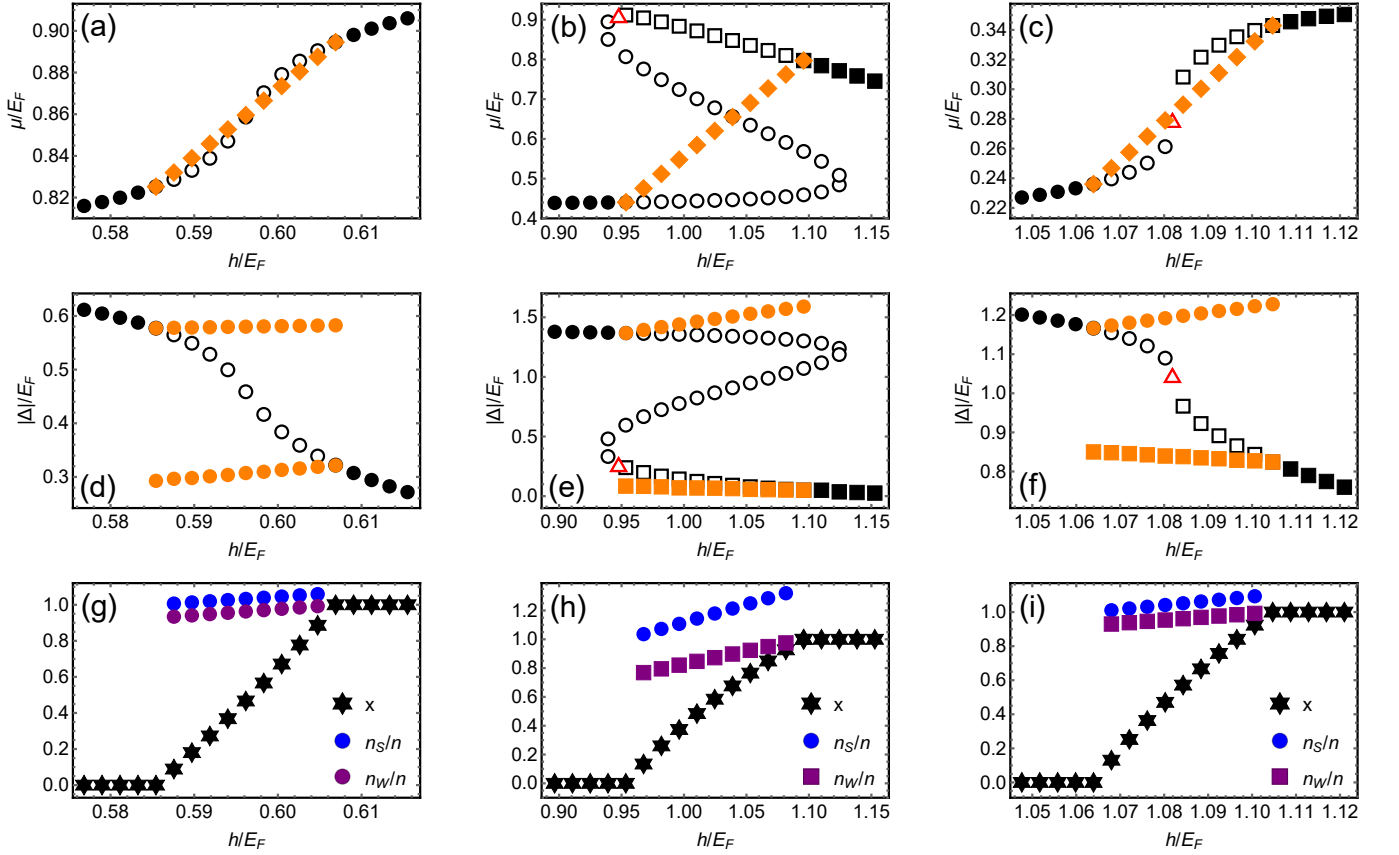 (a)
μ/E_F
0.90
0.88
0.86
0.84
0.82
0.58 0.59 0.60 0.61
h/E_F
(b)
μ/E_F
0.9
0.8
0.7
0.6
0.5
0.4
0.90 0.95 1.00 1.05 1.10 1.15
h/E_F
(c)
μ/E_F
0.34
0.32
0.30
0.28
0.26
0.24
0.22
1.05 1.06 1.07 1.08 1.09 1.10 1.11 1.12
h/E_F
(d)
|Δ|/E_F
0.6
0.5
0.4
0.3
0.58 0.59 0.60 0.61
h/E_F
(e)
|Δ|/E_F
1.5
1.0
0.5
0.0
0.90 0.95 1.00 1.05 1.10 1.15
h/E_F
(f)
|Δ|/E_F
1.2
1.1
1.0
0.9
0.8
1.05 1.06 1.07 1.08 1.09 1.10 1.11 1.12
h/E_F
(g)
1.0
0.8
0.6
0.4
0.2
0.0
x
n_S/n
n_W/n
0.58 0.59 0.60 0.61
h/E_F
(h)
1.2
1.0
0.8
0.6
0.4
0.2
0.0
x
n_S/n
n_W/n
0.90 0.95 1.00 1.05 1.10 1.15
h/E_F
(i)
1.0
0.8
0.6
0.4
0.2
0.0
x
n_S/n
n_W/n
1.05 1.06 1.07 1.08 1.09 1.10 1.11 1.12
h/E_F